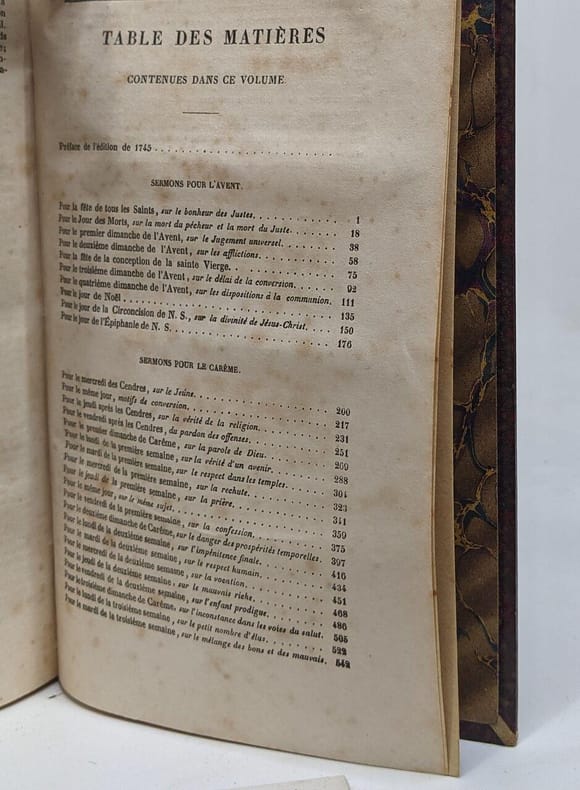 TABLE DES MATIÈRES
CONTENUES DANS CE VOLUME
Préface de l'édition de 1745
SERMONS POUR L'AVENT.
Pour la fête de tous les Saints, sur le bonheur des Justes. 1
Pour le Jour des Morts, sur la mort du pécheur et la mort du Juste. 18
Pour le premier dimanche de l'Avent, sur le Jugement universel. 38
Pour le deuxième dimanche de l'Avent, sur les afflictions. 58
Pour la fête de la conception de la sainte Vierge. 75
Pour le troisième dimanche de l'Avent, sur le délai de la conversion. 92
Pour le quatrième dimanche de l'Avent, sur les dispositions à la communion. 111
Pour le jour de Noël. 135
Pour le jour de la Circoncision de N. S., sur la divinité de Jésus-Christ. 150
Pour le jour de l'Épiphanie de N. S. 176
SERMONS POUR LE CARÊME.
Pour le mercredi des Cendres, sur le Jeûne. 200
Pour le même jour, motifs de conversion. 217
Pour le jeudi après les Cendres, sur la vérité de la religion. 231
Pour le vendredi après les Cendres, du pardon des offenses. 251
Pour le premier dimanche de Carême, sur la parole de Dieu. 269
Pour le lundi de la première semaine, sur la vérité d'un avenir. 288
Pour le mardi de la première semaine, sur le respect dans les temples. 304
Pour le mercredi de la première semaine, sur la rechute. 323
Pour le jeudi de la première semaine, sur la prière. 341
Pour le même jour, sur le même sujet. 359
Pour le vendredi de la première semaine, sur la confession. 375
Pour le deuxième dimanche de Carême, sur le danger des prospérités temporelles. 397
Pour le lundi de la deuxième semaine, sur l'impénitence finale. 416
Pour le mardi de la deuxième semaine, sur le respect humain. 434
Pour le mercredi de la deuxième semaine, sur la vocation. 451
Pour le jeudi de la deuxième semaine, sur le mauvais riche. 468
Pour le vendredi de la deuxième semaine, sur l'enfant prodigue. 486
Pour le troisième dimanche de Carême, sur l'inconstance dans les voies du salut. 505
Pour le lundi de la troisième semaine, sur le petit nombre d'élus. 522
Pour le mardi de la troisième semaine, sur le mélange des bons et des mauvais. 542